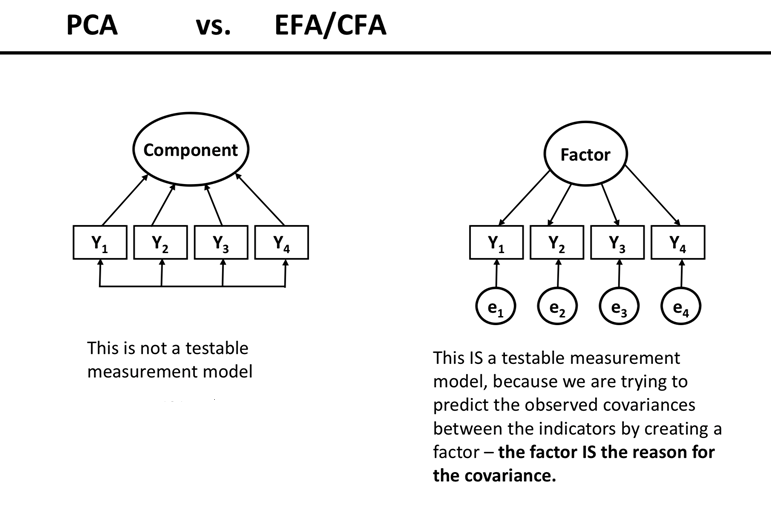 PCA vs. EFA/CFA
Component
Factor
Y1 Y2 Y3 Y4
Y1 Y2 Y3 Y4
e1 e2 e3 e4
This is not a testable
measurement model
This IS a testable measurement
model, because we are trying to
predict the observed covariances
between the indicators by creating a
factor – the factor IS the reason for
the covariance.